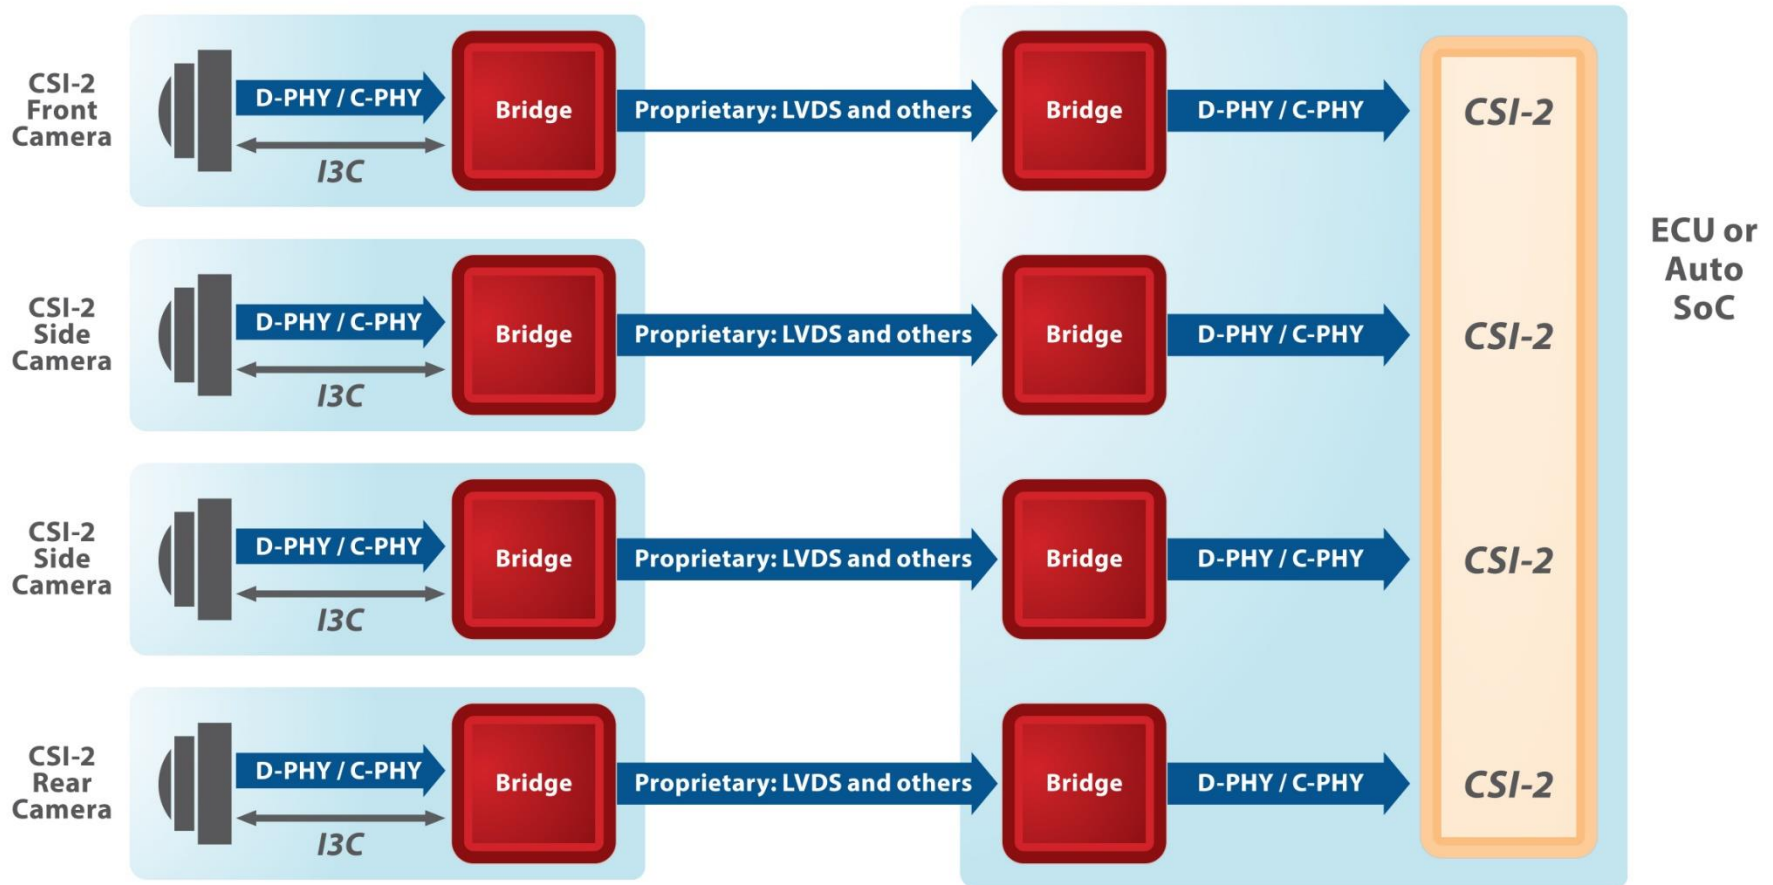 CSI-2
Front
Camera
D-PHY / C-PHY
I3C
Bridge
Proprietary: LVDS and others
Bridge
D-PHY / C-PHY
CSI-2
CSI-2
Side
Camera
D-PHY / C-PHY
I3C
Bridge
Proprietary: LVDS and others
Bridge
D-PHY / C-PHY
CSI-2
CSI-2
Side
Camera
D-PHY / C-PHY
I3C
Bridge
Proprietary: LVDS and others
Bridge
D-PHY / C-PHY
CSI-2
CSI-2
Rear
Camera
D-PHY / C-PHY
I3C
Bridge
Proprietary: LVDS and others
Bridge
D-PHY / C-PHY
CSI-2
ECU or
Auto
SoC